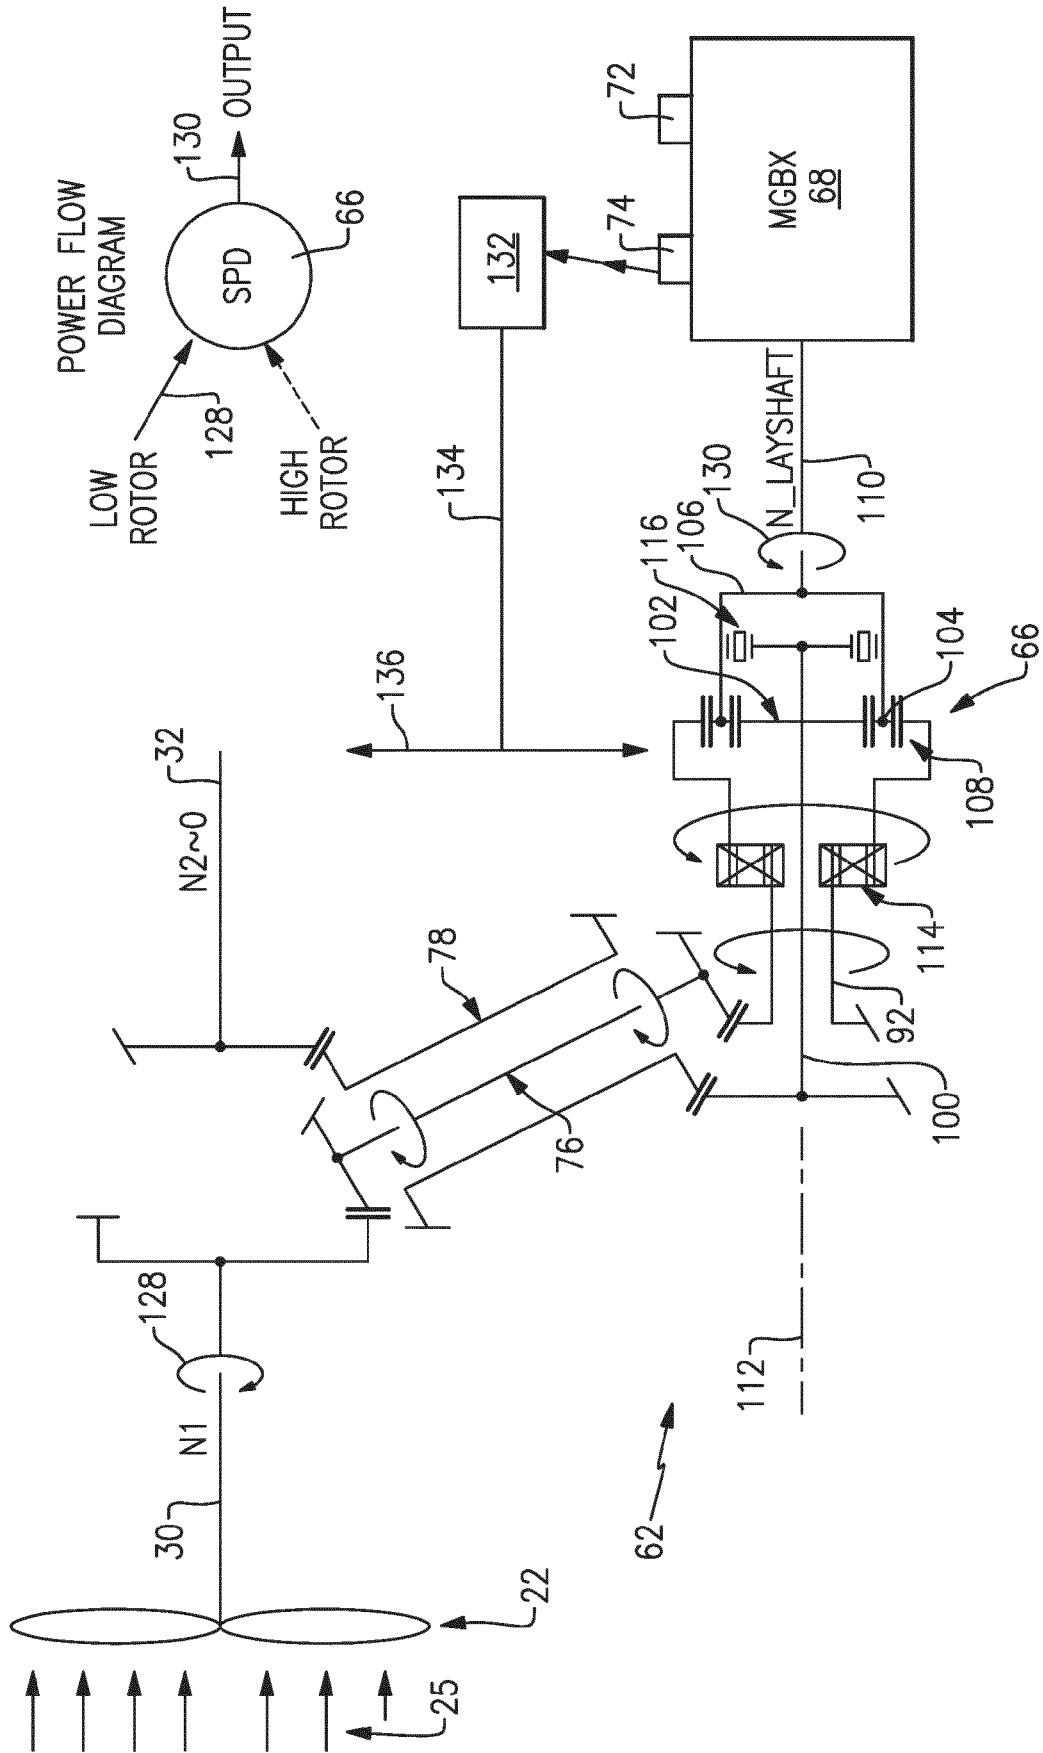 POWER FLOW
DIAGRAM
LOW
ROTOR
128
HIGH
ROTOR
SPD
66
130
OUTPUT
25
22
30
N1
128
N2~0
32
136
134
132
74
72
MGBX
68
N_LAYSHAFT
110
130
106
116
102
104
66
108
114
92
100
78
76
112
62